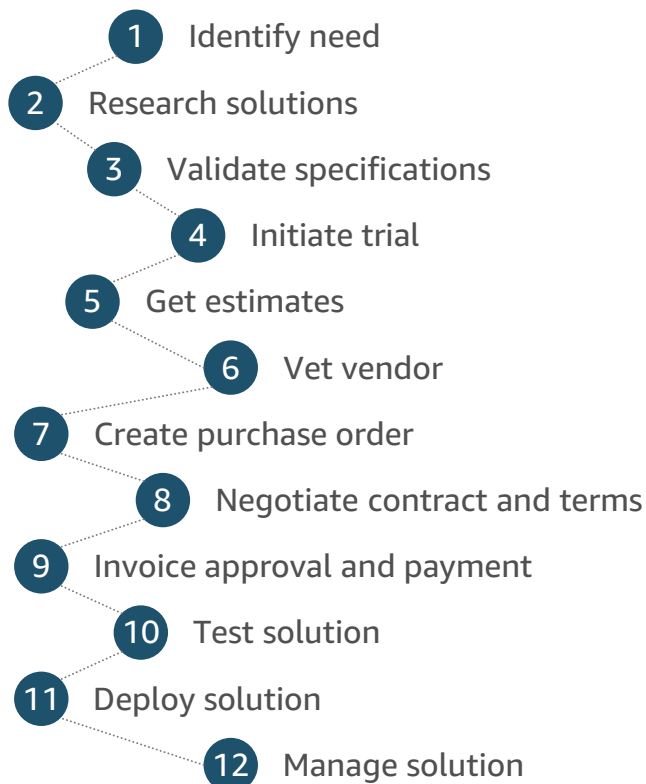 1 Identify need
2 Research solutions
3 Validate specifications
4 Initiate trial
5 Get estimates
6 Vet vendor
7 Create purchase order
8 Negotiate contract and terms
9 Invoice approval and payment
10 Test solution
11 Deploy solution
12 Manage solution